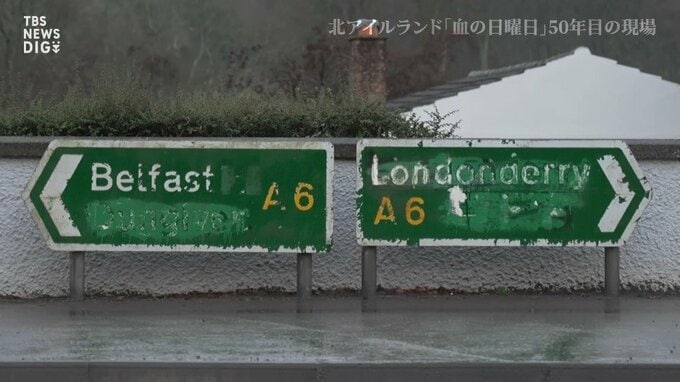 TBS
NEWS
DIG
北アイルランド「血の日曜日」50年目の現場
Belfast
Dungiven
A6
Londonderry
A6